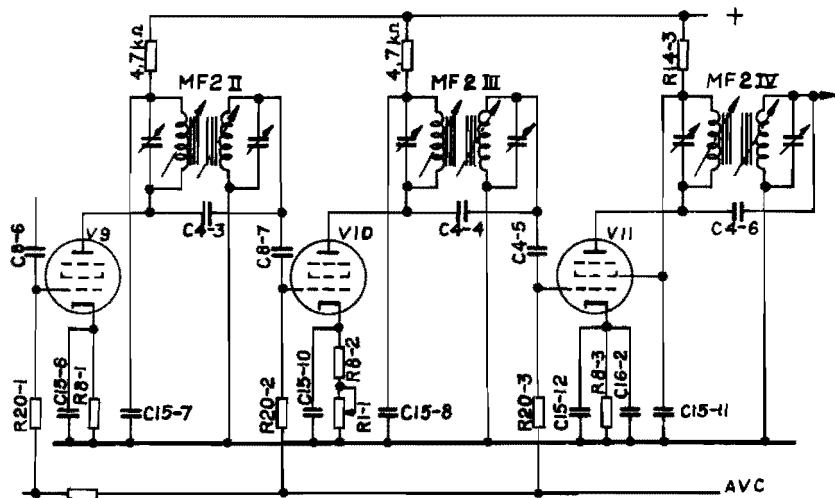 4,7kΩ
4,7kΩ
R14-3
+
MF2 II
MF2 III
MF2 IV
C8-6
V9
C4-3
C8-7
V10
C4-4
C4-5
V11
C4-6
R20-1
C15-6
R8-1
C15-7
R20-2
C15-10
R8-2
R1-1
C15-8
R20-3
C15-12
R8-3
C16-2
C15-11
AVC